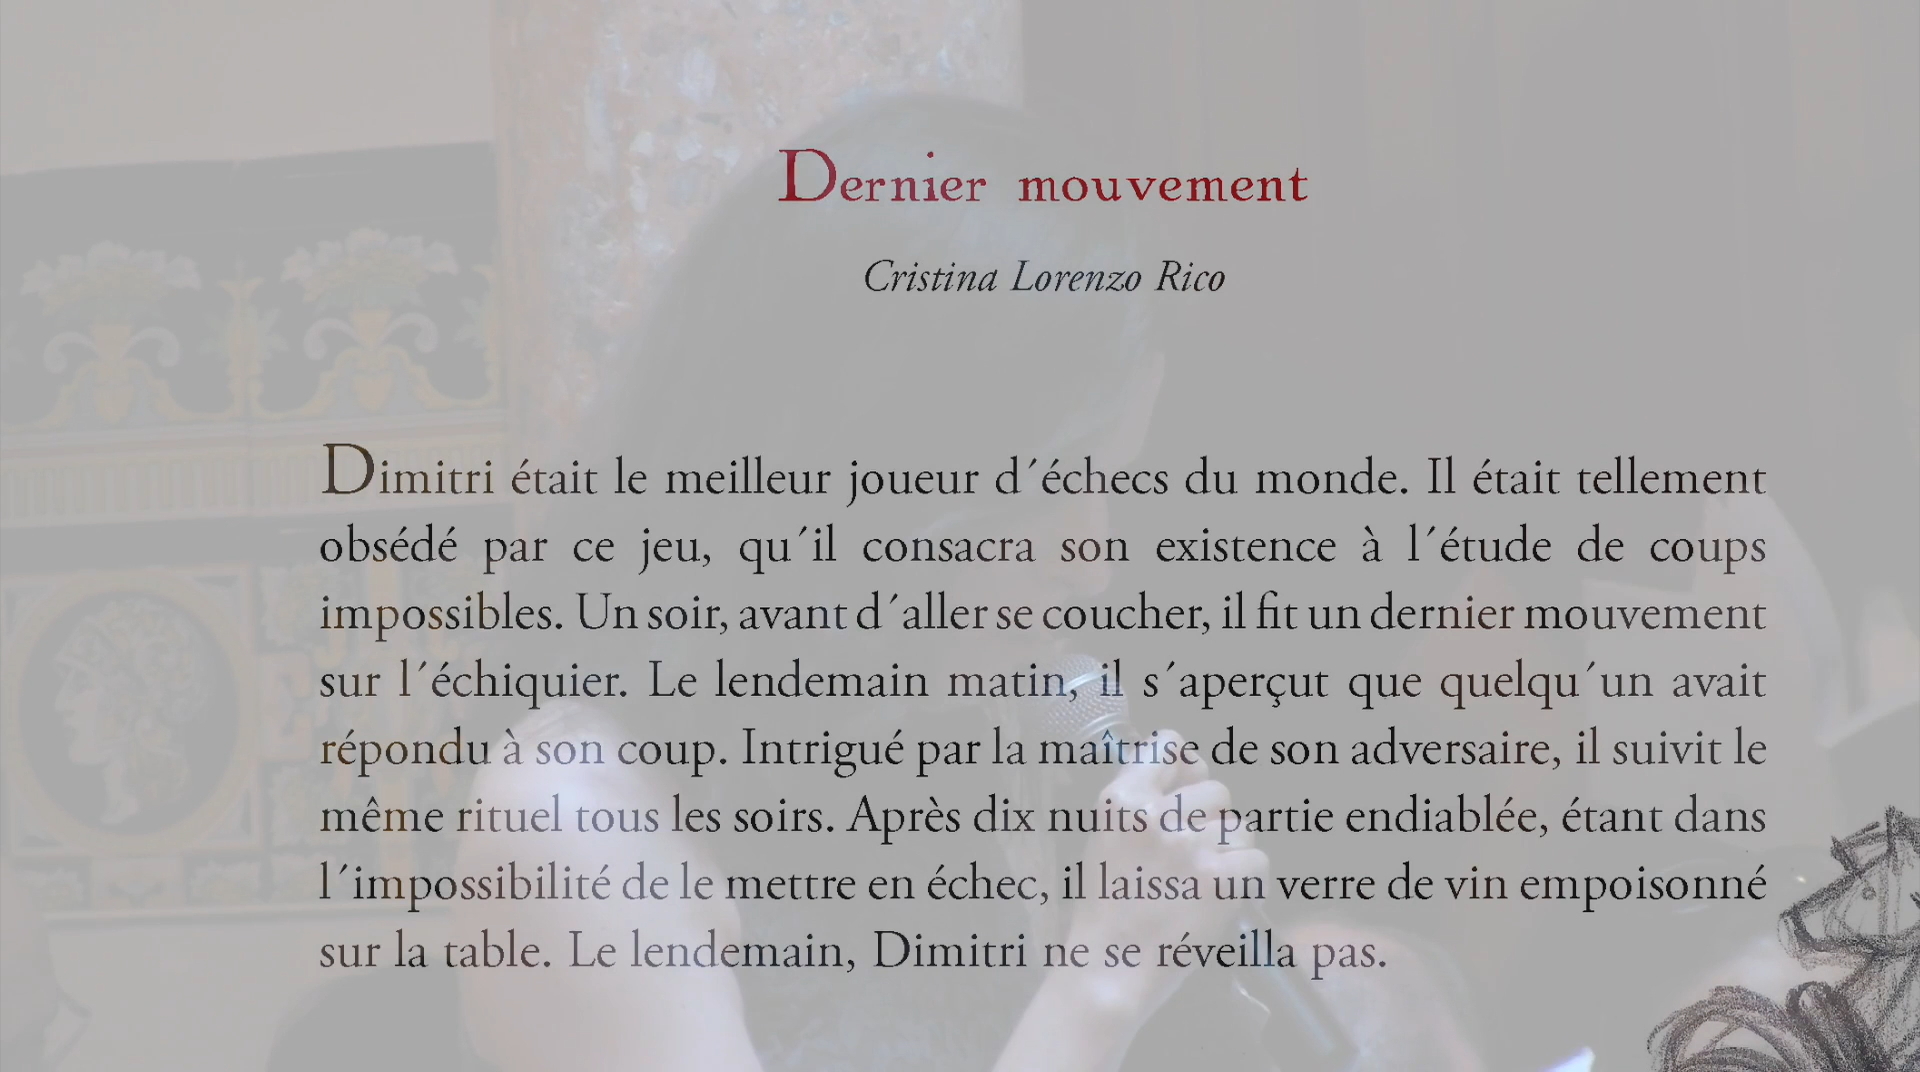 Dernier mouvement
Cristina Lorenzo Rico
Dimitri était le meilleur joueur d´échecs du monde. Il était tellement
obsédé par ce jeu, qu´il consacra son existence à l´étude de coups
impossibles. Un soir, avant d´aller se coucher, il fit un dernier mouvement
sur l´échiquier. Le lendemain matin, il s´aperçut que quelqu´un avait
répondu à son coup. Intrigué par la maîtrise de son adversaire, il suivit le
même rituel tous les soirs. Après dix nuits de partie endiablée, étant dans
l´impossibilité de le mettre en échec, il laissa un verre de vin empoisonné
sur la table. Le lendemain, Dimitri ne se réveilla pas.